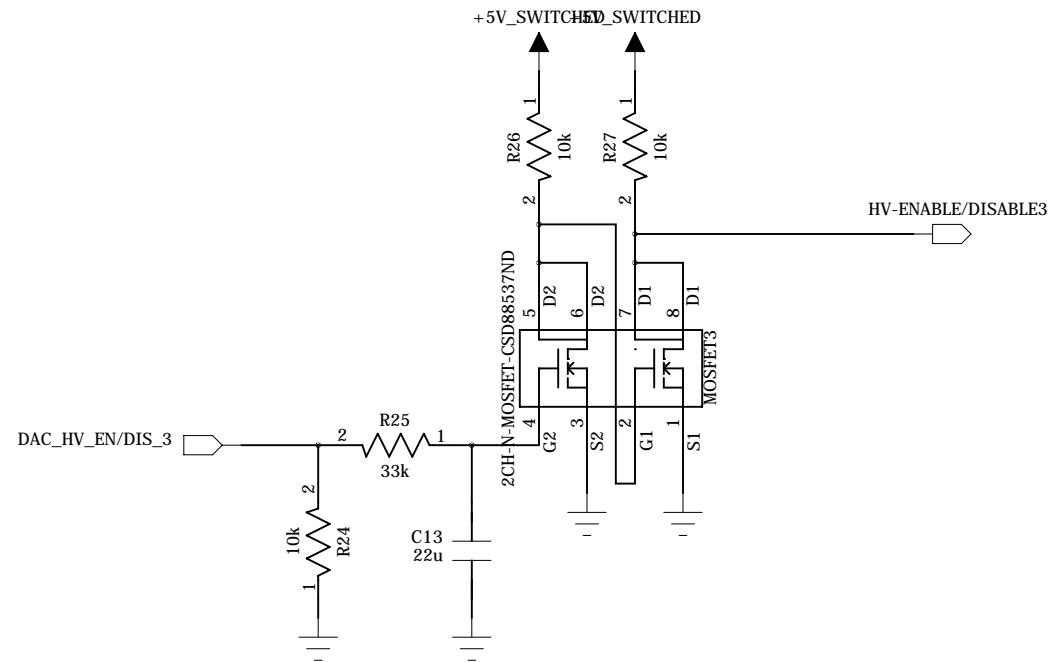 +5V_SWITCHED
+5V_SWITCHED
1
R26
10k
2
1
R27
10k
2
HV-ENABLE/DISABLE3
2CH-N-MOSFET-CSD88537ND
5
D2
6
D2
7
D1
8
D1
MOSFET3
4
G2
3
S2
2
G1
1
S1
DAC_HV_EN/DIS_3
2
R25
1
33k
2
10k
R24
1
C13
22u